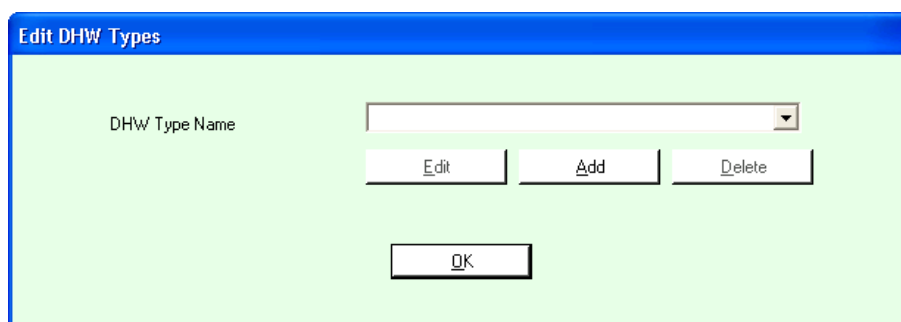 Edit DHW Types
DHW Type Name
Edit Add Delete
OK